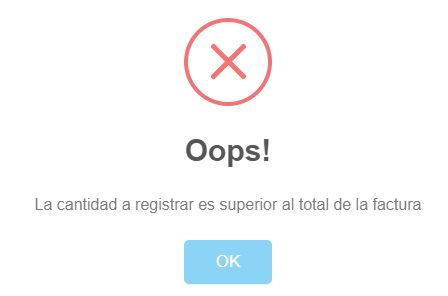 Oops!
La cantidad a registrar es superior al total de la factura
OK